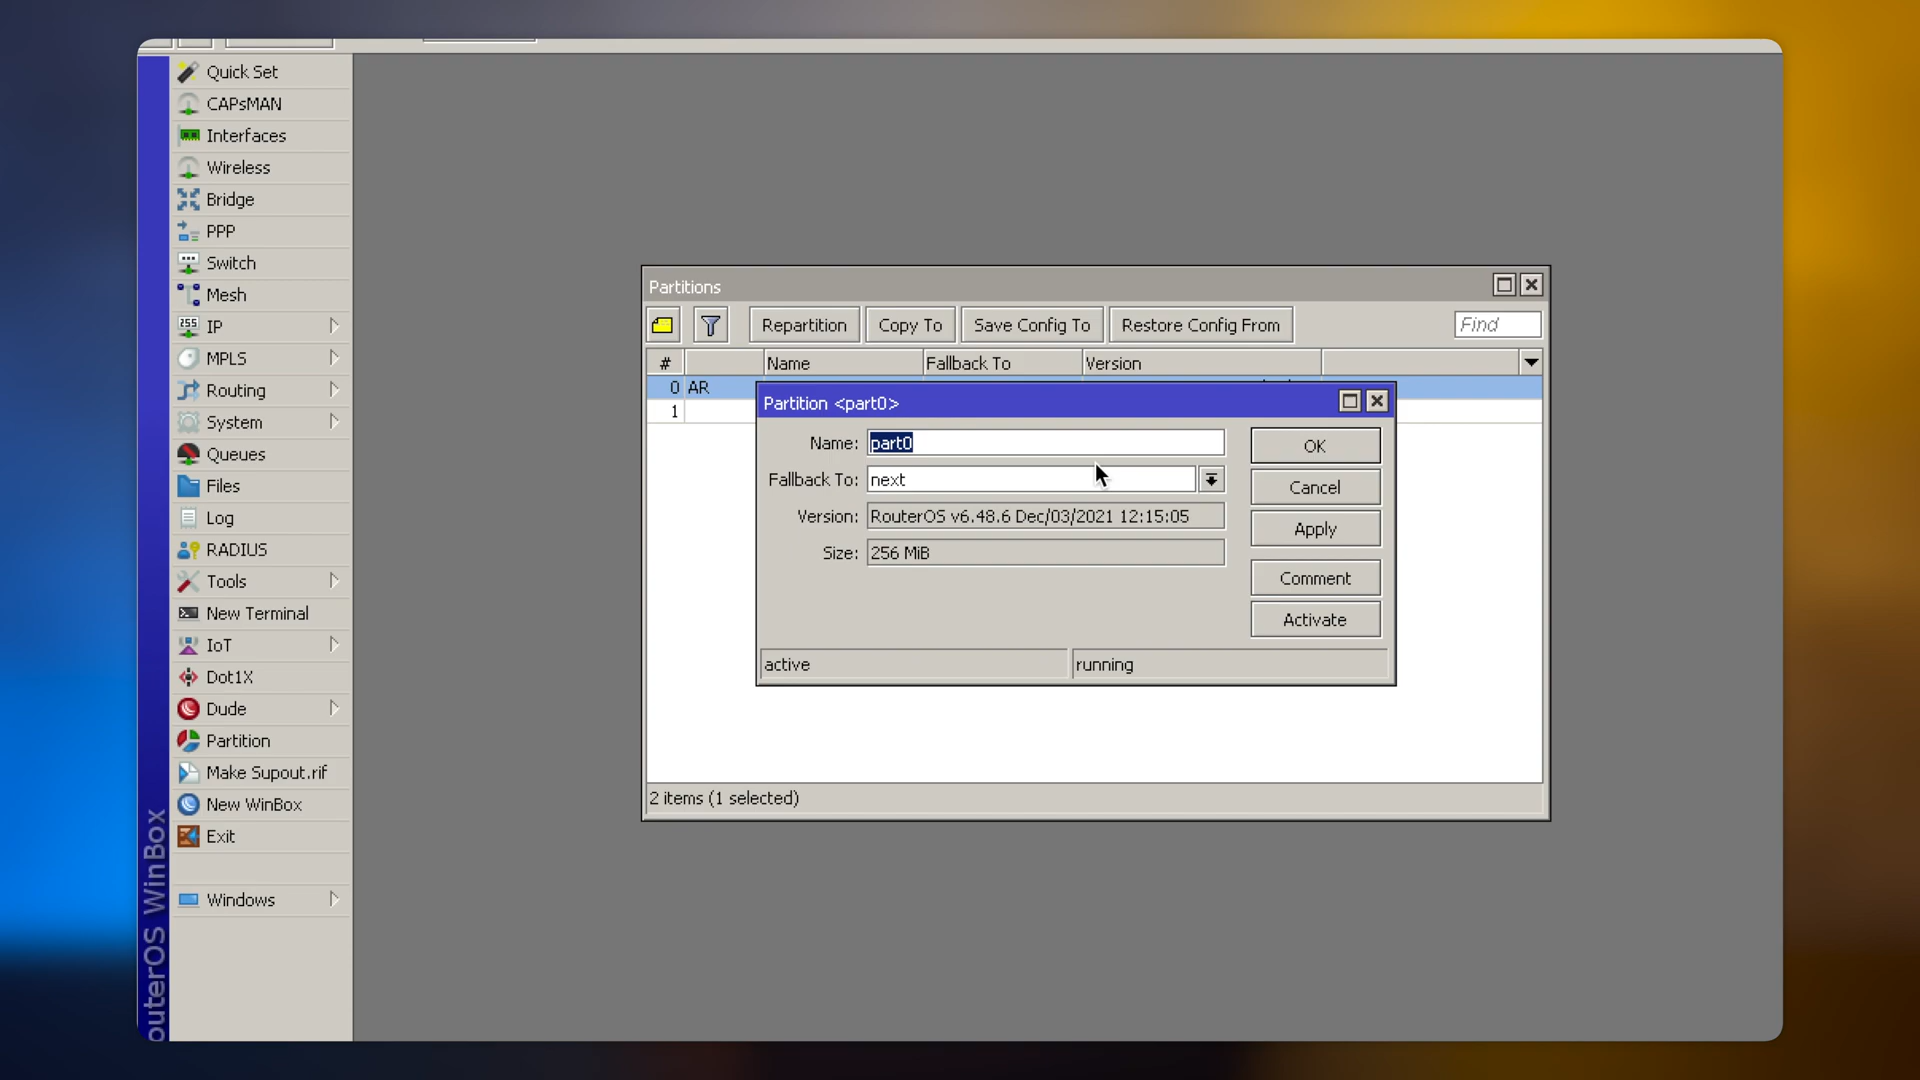 Quick Set
CAPsMAN
Interfaces
Wireless
Bridge
PPP
Switch
Mesh
255 IP
MPLS
Routing
System
Queues
Files
Log
RADIUS
Tools
New Terminal
IoT
Dot1X
Dude
Partition
Make Supout.rif
New WinBox
Exit
Windows
outerOS WinBox
Partitions
Repartition Copy To Save Config To Restore Config From Find
# Name Fallback To Version
0 AR
1
Partition <part0>
Name: part0
Fallback To: next
Version: RouterOS v6.48.6 Dec/03/2021 12:15:05
Size: 256 MiB
OK
Cancel
Apply
Comment
Activate
active running
2 items (1 selected)